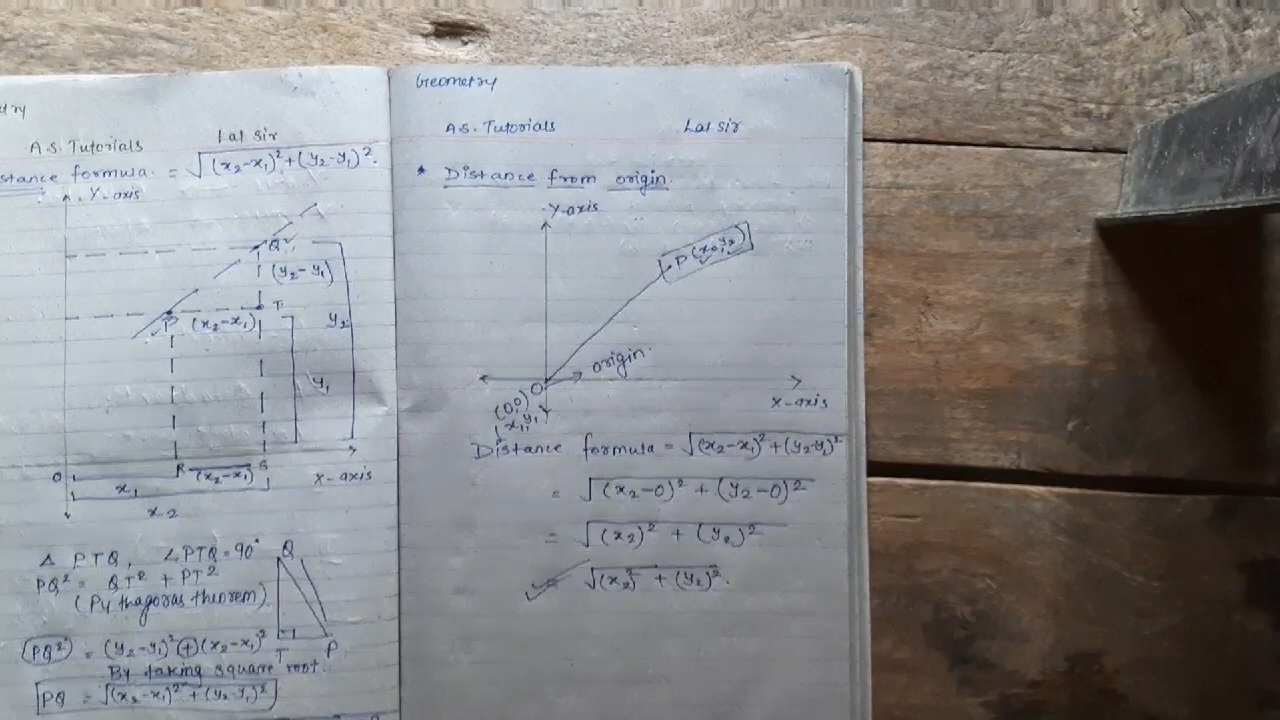 etry
A.S. Tutorials Lal sir
stance formula = √(x₂-x₁)²+(y₂-y₁)².
Y-axis
Q
(y₂-y₁)
P (x₂-x₁) T
y₂
y₁
O R (x₂-x₁) S
x₁ X-axis
x₂
Δ PTQ, ∠PTQ=90°
PQ² = QT² + PT²
(Pythagoras theorem)
Q
PQ² = (y₂-y₁)²+(x₂-x₁)²
T P
By taking square root.
PQ = √(x₂-x₁)²+(y₂-y₁)²
Geometry
A.S. Tutorials Lal sir
* Distance from origin.
Y-axis
P(x₂,y₂)
origin.
O
(0,0)
x₁,y₁
X-axis
Distance formula = √(x₂-x₁)²+(y₂-y₁)²
= √(x₂-0)² + (y₂-0)²
= √(x₂)² + (y₂)²
= √(x₂)² + (y₂)².